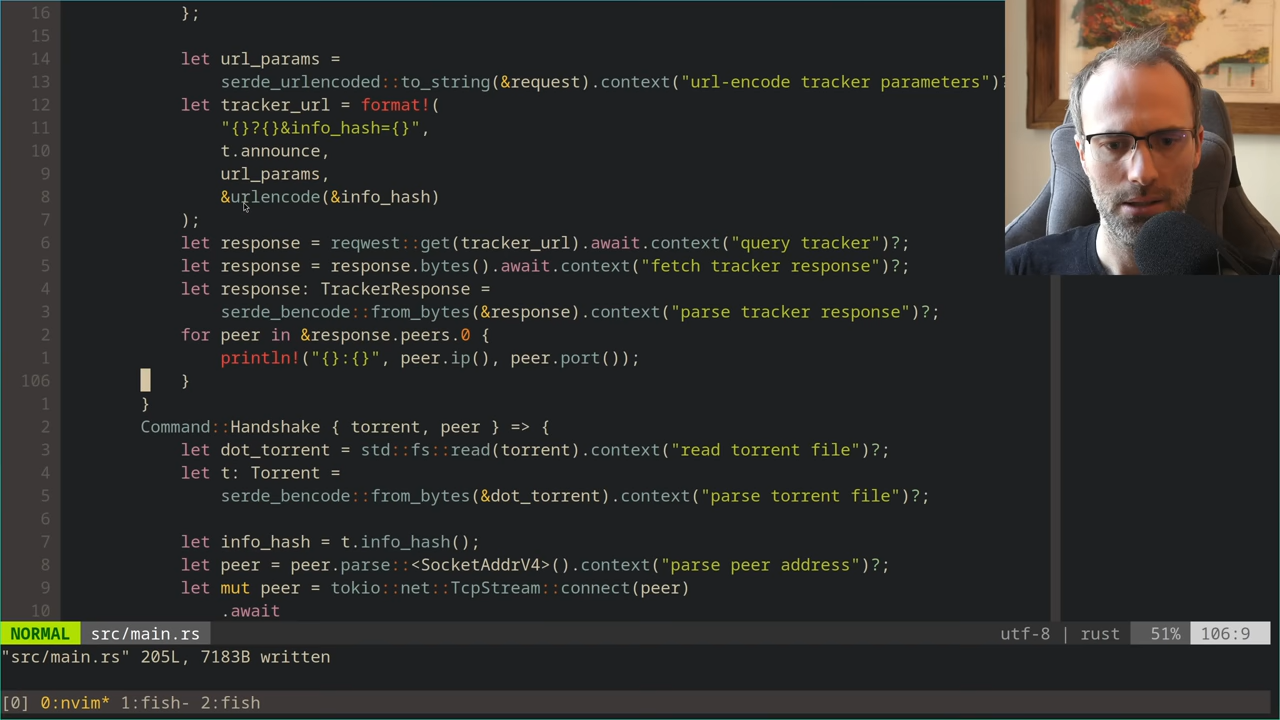 16 };
15
14 let url_params =
13 serde_urlencoded::to_string(&request).context("url-encode tracker parameters")?
12 let tracker_url = format!(
11 "{}?{}&info_hash={}",
10 t.announce,
9 url_params,
8 &urlencode(&info_hash)
7 );
6 let response = reqwest::get(tracker_url).await.context("query tracker")?;
5 let response = response.bytes().await.context("fetch tracker response")?;
4 let response: TrackerResponse =
3 serde_bencode::from_bytes(&response).context("parse tracker response")?;
2 for peer in &response.peers.0 {
1 println!("{}:{}", peer.ip(), peer.port());
106 }
1 }
2 Command::Handshake { torrent, peer } => {
3 let dot_torrent = std::fs::read(torrent).context("read torrent file")?;
4 let t: Torrent =
5 serde_bencode::from_bytes(&dot_torrent).context("parse torrent file")?;
6
7 let info_hash = t.info_hash();
8 let peer = peer.parse::<SocketAddrV4>().context("parse peer address")?;
9 let mut peer = tokio::net::TcpStream::connect(peer)
10 .await
NORMAL src/main.rs utf-8 | rust 51% 106:9
"src/main.rs" 205L, 7183B written
[0] 0:nvim* 1:fish- 2:fish